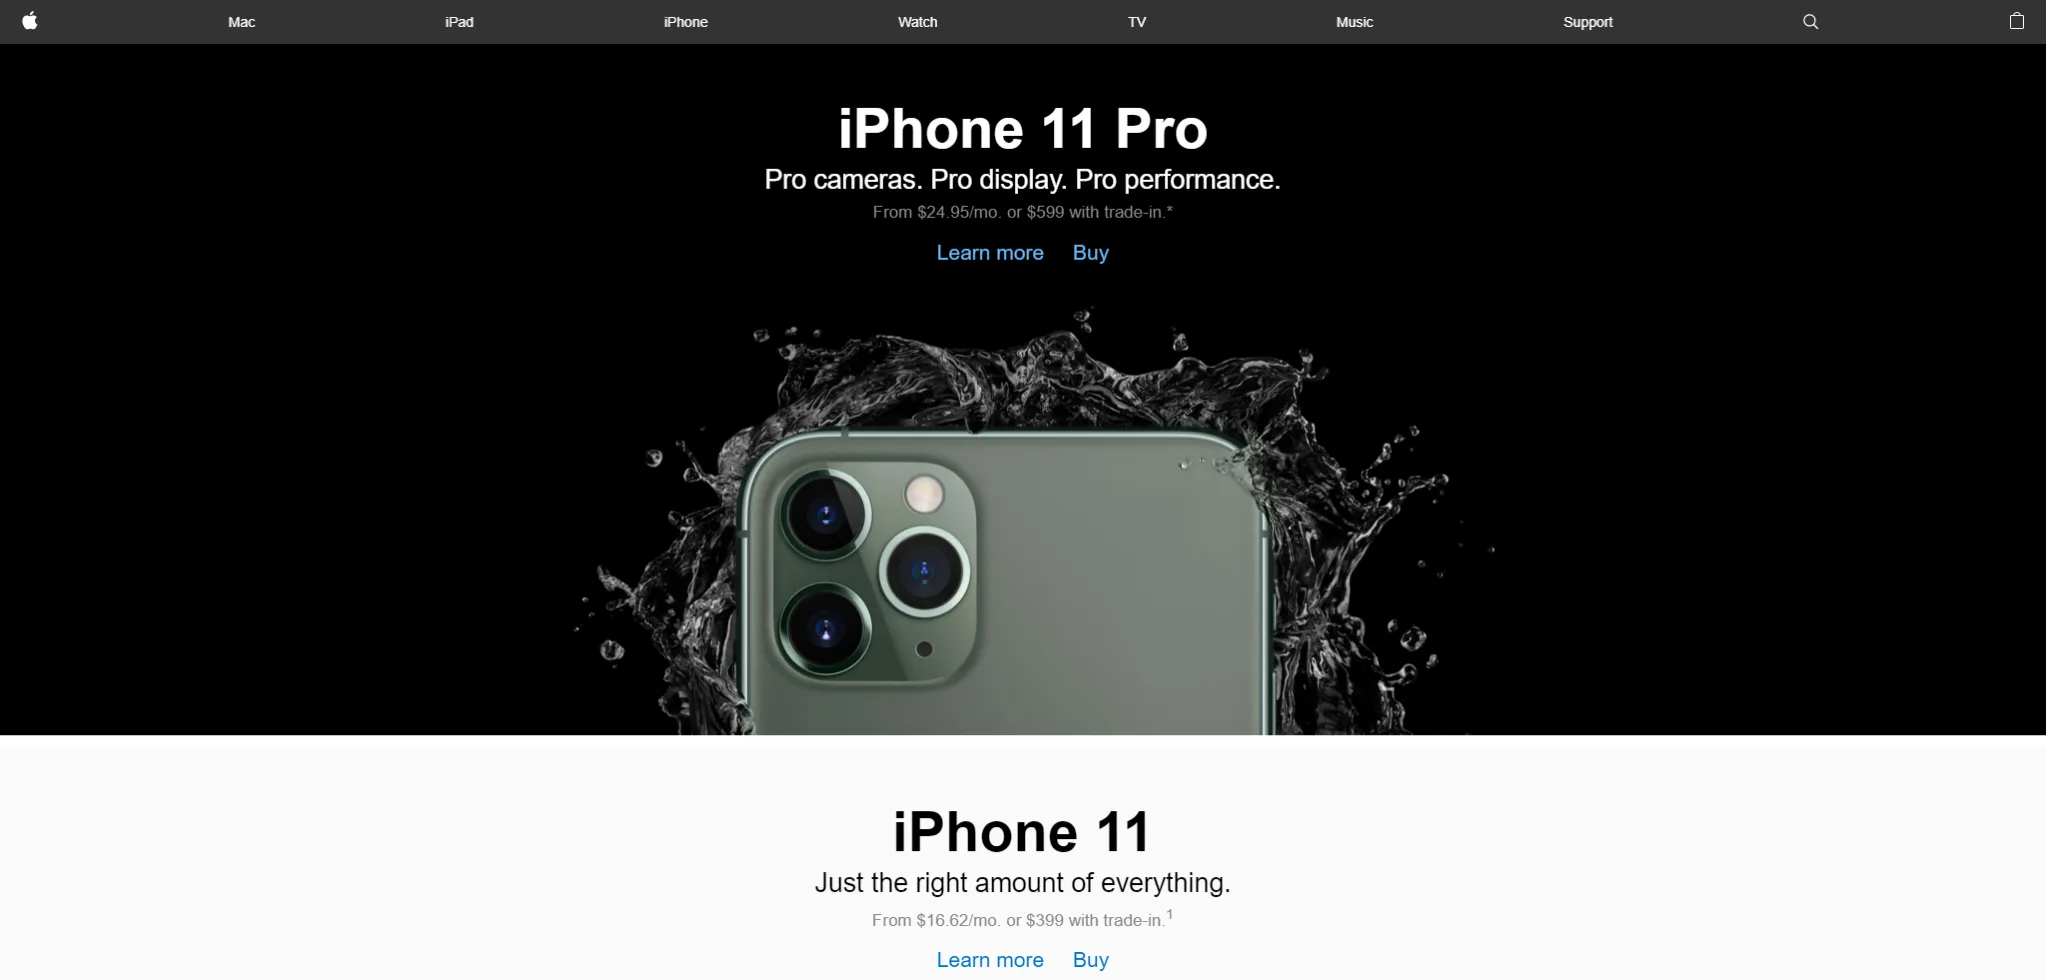 Mac iPad iPhone Watch TV Music Support
iPhone 11 Pro
Pro cameras. Pro display. Pro performance.
From $24.95/mo. or $599 with trade-in.*
Learn more Buy
iPhone 11
Just the right amount of everything.
From $16.62/mo. or $399 with trade-in.1
Learn more Buy